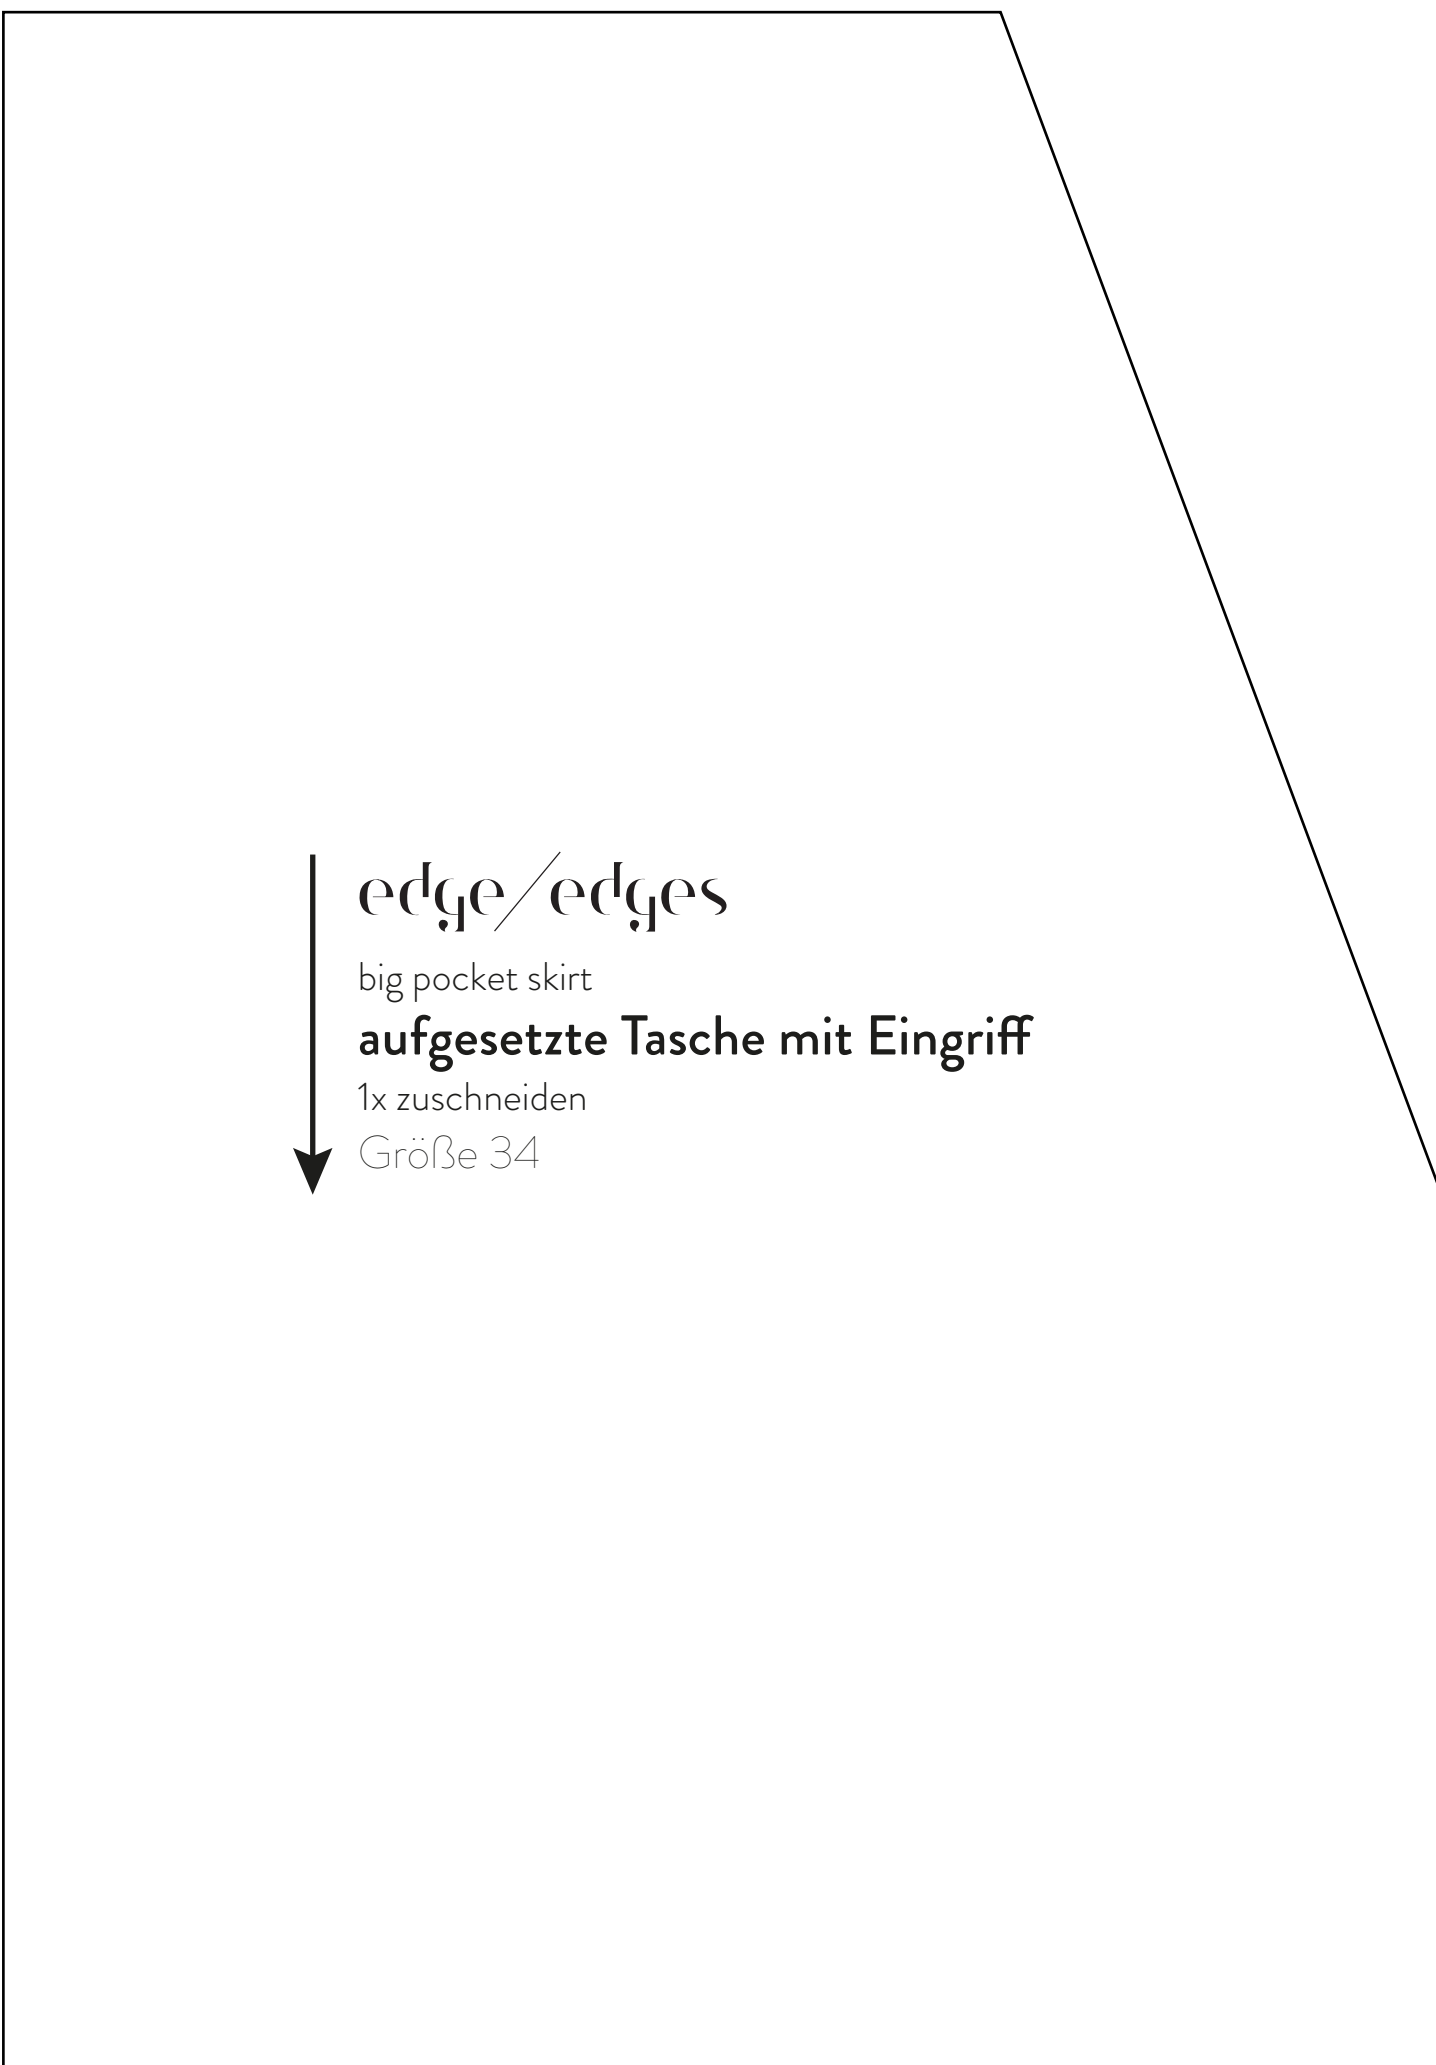 edge/edges
big pocket skirt
aufgesetzte Tasche mit Eingriff
1x zuschneiden
Größe 34